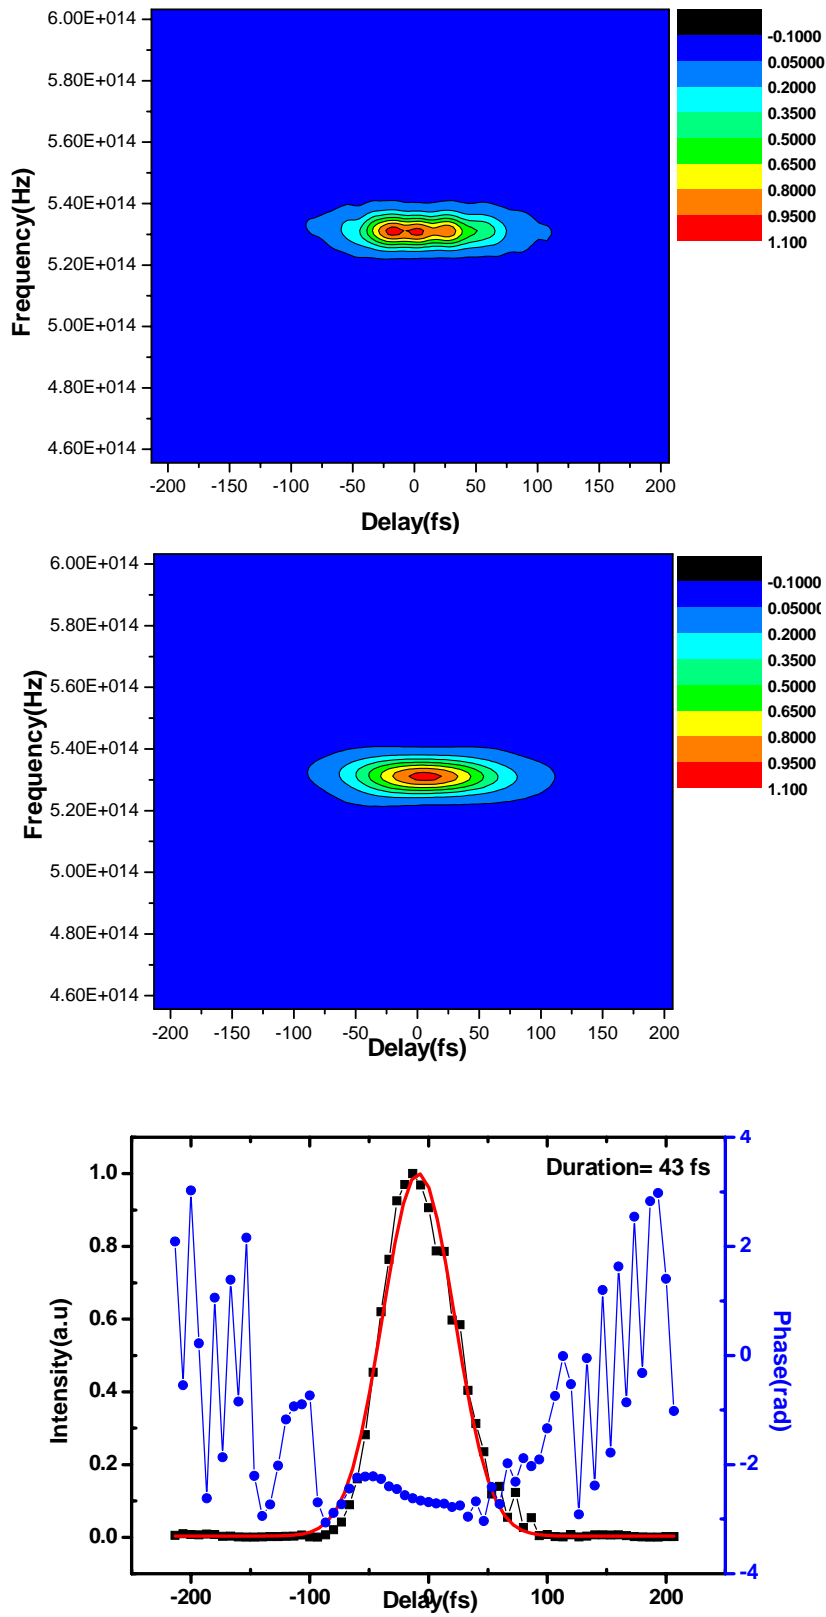 6.00E+014
5.80E+014
5.60E+014
5.40E+014
5.20E+014
5.00E+014
4.80E+014
4.60E+014
Frequency(Hz)
-200 -150 -100 -50 0 50 100 150 200
Delay(fs)
-0.1000
0.05000
0.2000
0.3500
0.5000
0.6500
0.8000
0.9500
1.100
6.00E+014
5.80E+014
5.60E+014
5.40E+014
5.20E+014
5.00E+014
4.80E+014
4.60E+014
Frequency(Hz)
-200 -150 -100 -50 0 50 100 150 200
Delay(fs)
-0.1000
0.05000
0.2000
0.3500
0.5000
0.6500
0.8000
0.9500
1.100
Duration= 43 fs
1.0
0.8
0.6
0.4
0.2
0.0
Intensity(a.u)
4
2
0
-2
-4
Phase(rad)
-200 -100 0 100 200
Delay(fs)